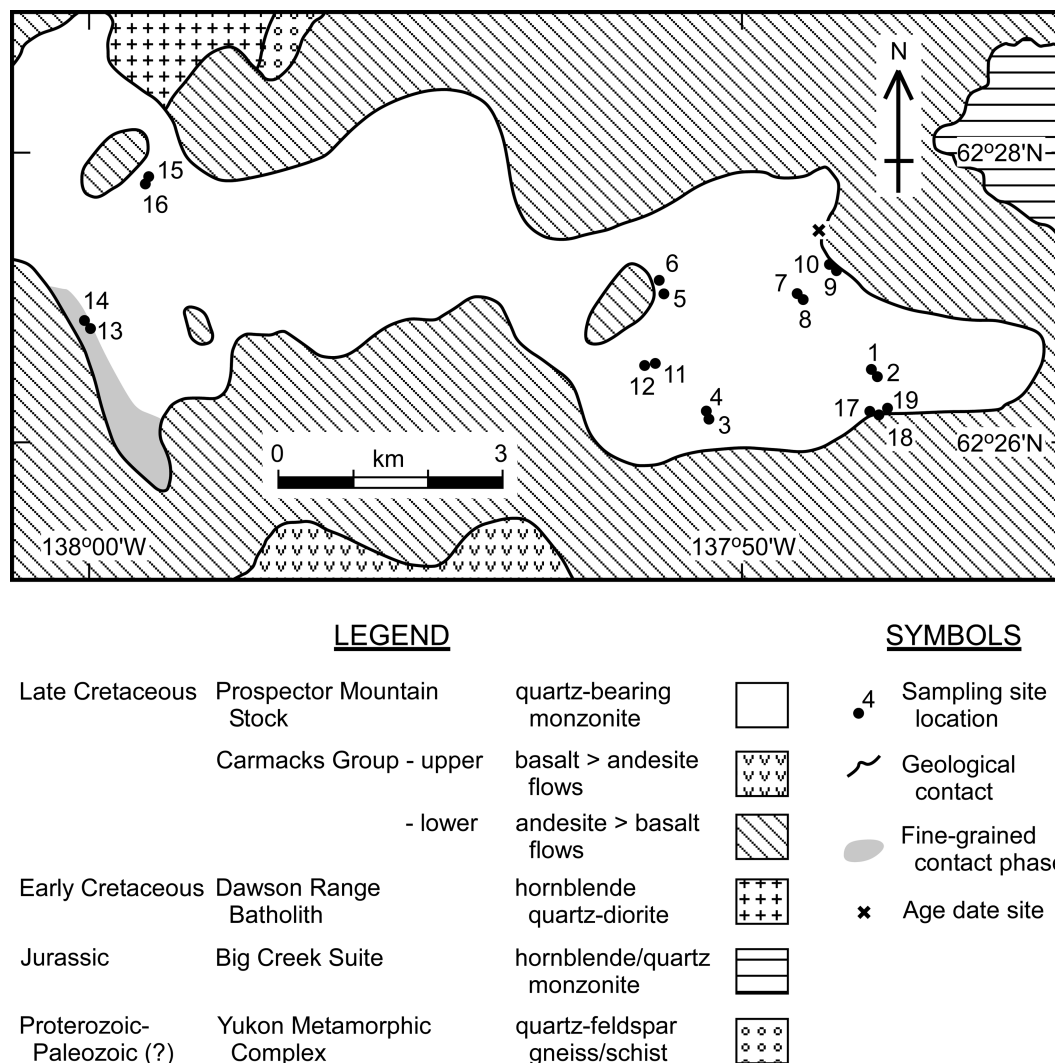 N
62°28'N
15
16
6
5
10
9
7
8
14
13
1
2
12
11
4
3
17
19
18
0
km
3
62°26'N
138°00'W
137°50'W
LEGEND
SYMBOLS
Late Cretaceous Prospector Mountain quartz-bearing
Stock monzonite
4 Sampling site
location
Carmacks Group - upper basalt > andesite
flows
Geological
contact
- lower andesite > basalt
flows
Fine-grained
contact phase
Early Cretaceous Dawson Range hornblende
Batholith quartz-diorite
Age date site
Jurassic Big Creek Suite hornblende/quartz
monzonite
Proterozoic- Yukon Metamorphic quartz-feldspar
Paleozoic (?) Complex gneiss/schist